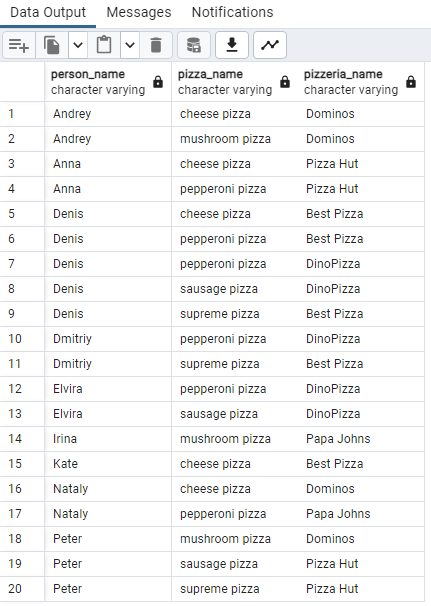 Data Output Messages Notifications
person_name pizza_name pizzeria_name
character varying character varying character varying
1 Andrey cheese pizza Dominos
2 Andrey mushroom pizza Dominos
3 Anna cheese pizza Pizza Hut
4 Anna pepperoni pizza Pizza Hut
5 Denis cheese pizza Best Pizza
6 Denis pepperoni pizza Best Pizza
7 Denis pepperoni pizza DinoPizza
8 Denis sausage pizza DinoPizza
9 Denis supreme pizza Best Pizza
10 Dmitriy pepperoni pizza DinoPizza
11 Dmitriy supreme pizza Best Pizza
12 Elvira pepperoni pizza DinoPizza
13 Elvira sausage pizza DinoPizza
14 Irina mushroom pizza Papa Johns
15 Kate cheese pizza Best Pizza
16 Nataly cheese pizza Dominos
17 Nataly pepperoni pizza Papa Johns
18 Peter mushroom pizza Dominos
19 Peter sausage pizza Pizza Hut
20 Peter supreme pizza Pizza Hut